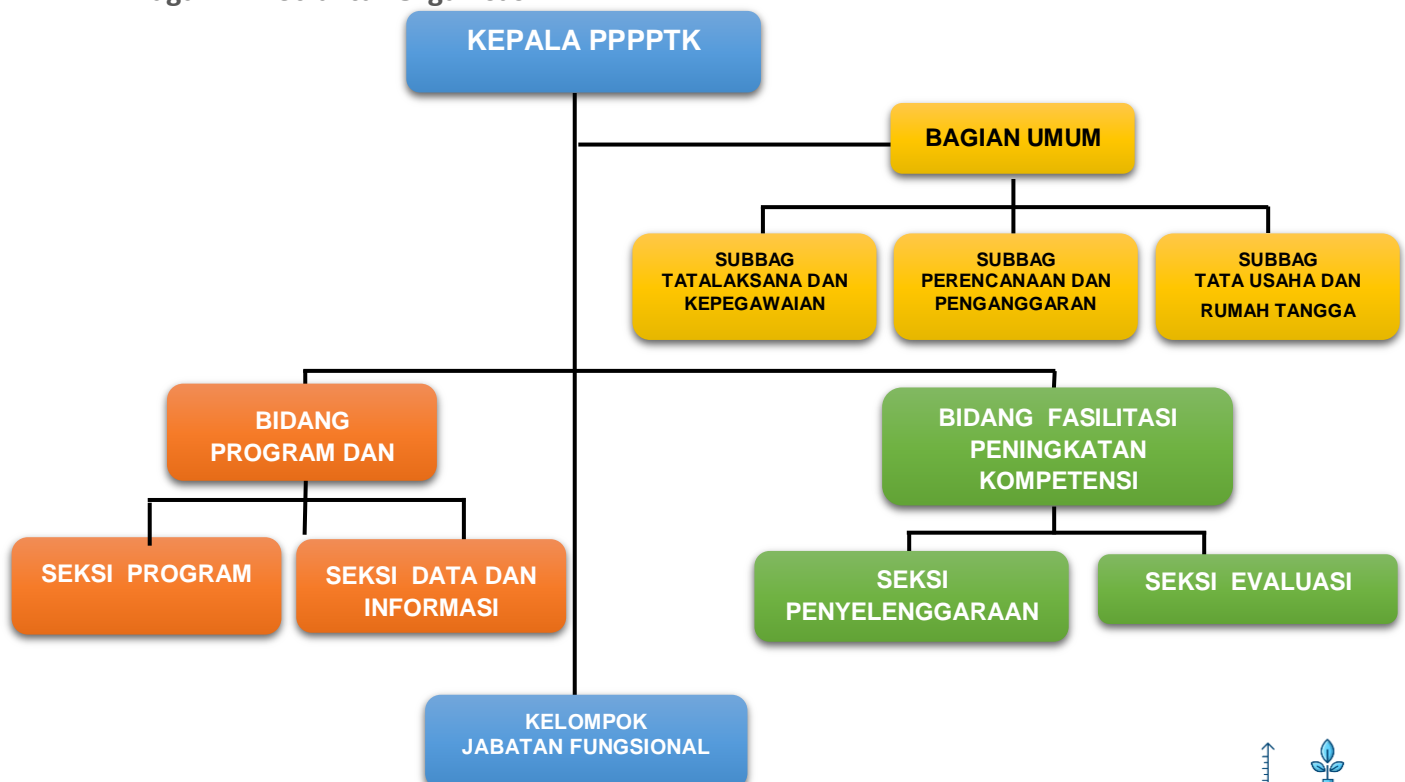 KEPALA PPPPTK
BAGIAN UMUM
SUBBAG
TATALAKSANA DAN
KEPEGAWAIAN
SUBBAG
PERENCANAAN DAN
PENGANGGARAN
SUBBAG
TATA USAHA DAN
RUMAH TANGGA
BIDANG
PROGRAM DAN
BIDANG FASILITASI
PENINGKATAN
KOMPETENSI
SEKSI PROGRAM
SEKSI DATA DAN
INFORMASI
SEKSI
PENYELENGGARAAN
SEKSI EVALUASI
KELOMPOK
JABATAN FUNGSIONAL